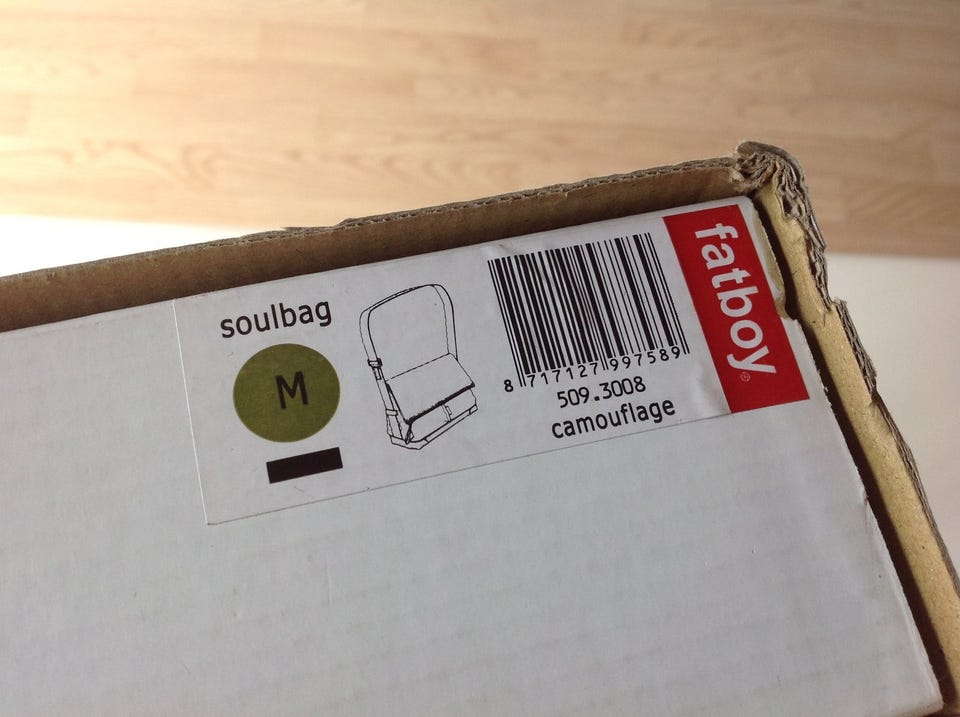 soulbag
M
8 717127 997589
509.3008
camouflage
fatboy®